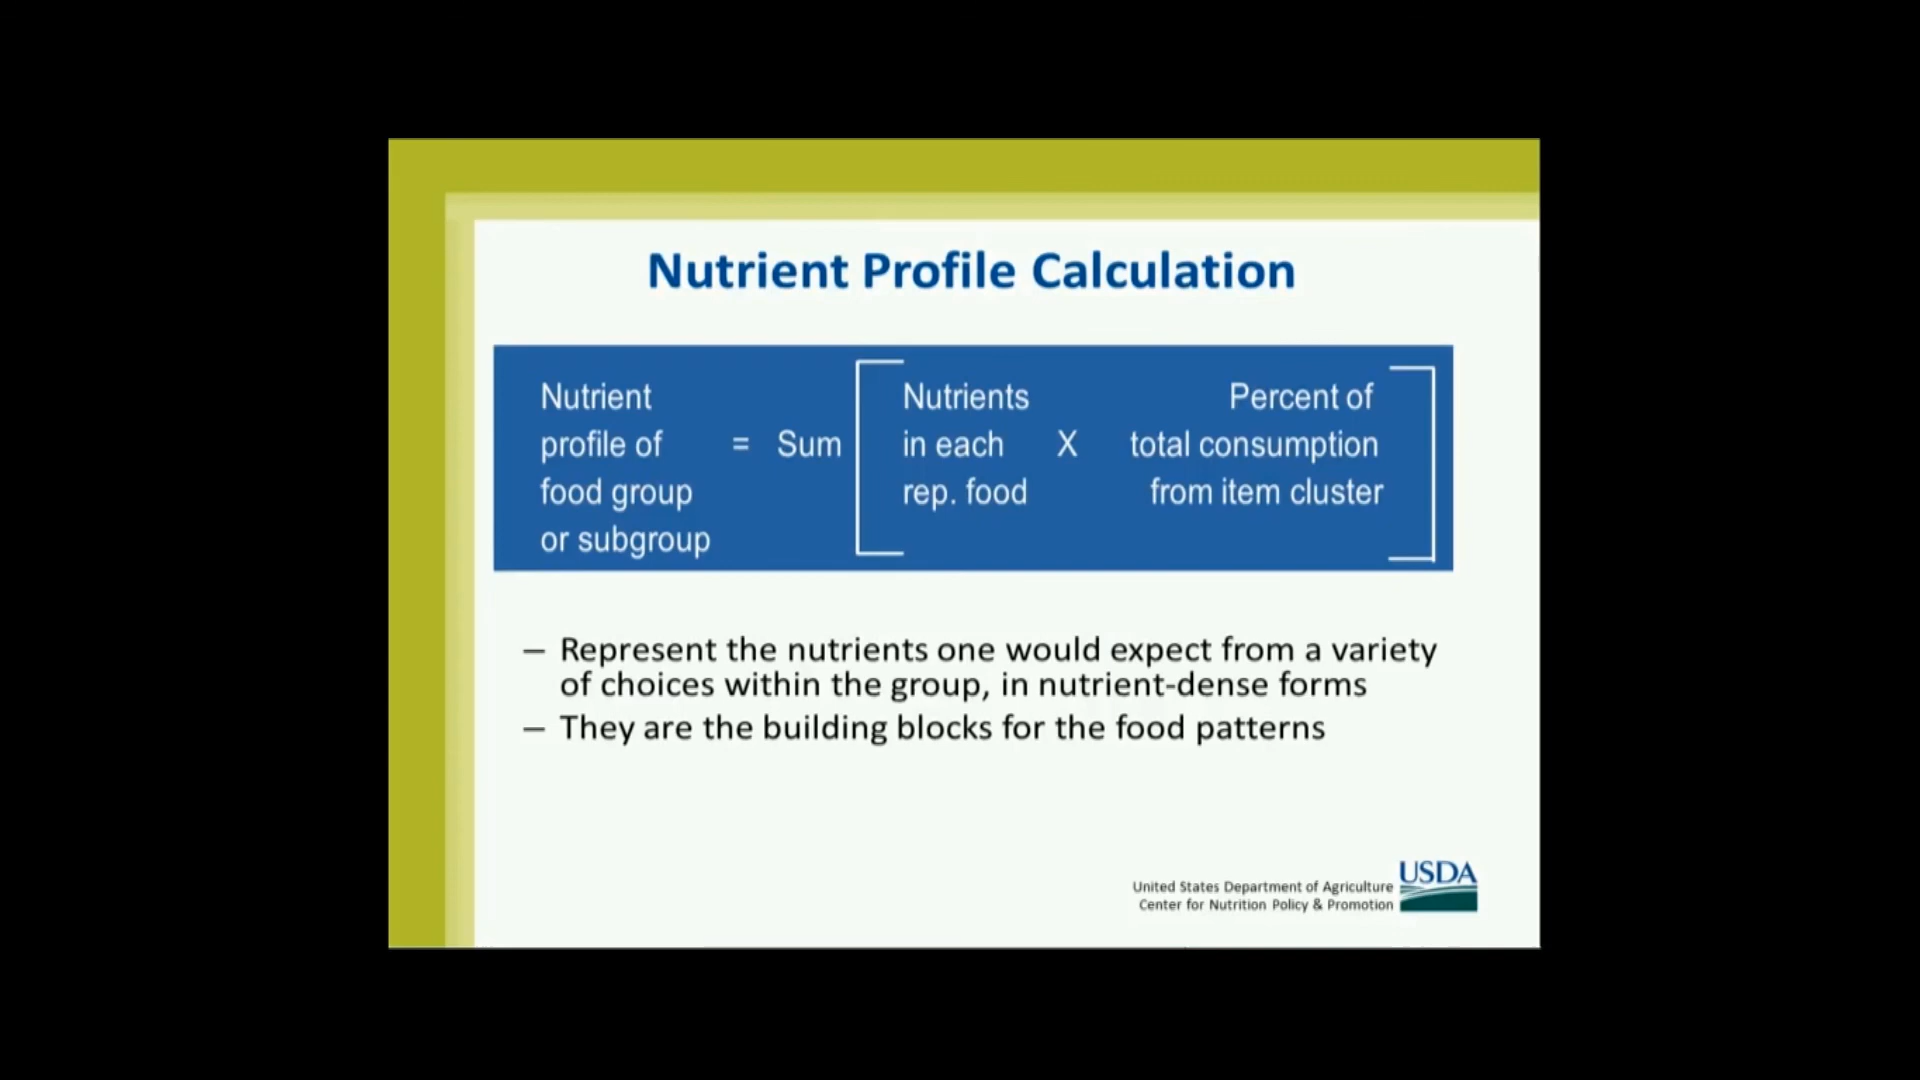 Nutrient Profile Calculation
Nutrient
profile of
food group
or subgroup
= Sum
Nutrients
in each
rep. food
X
Percent of
total consumption
from item cluster
– Represent the nutrients one would expect from a variety
of choices within the group, in nutrient-dense forms
– They are the building blocks for the food patterns
United States Department of Agriculture
Center for Nutrition Policy & Promotion
USDA